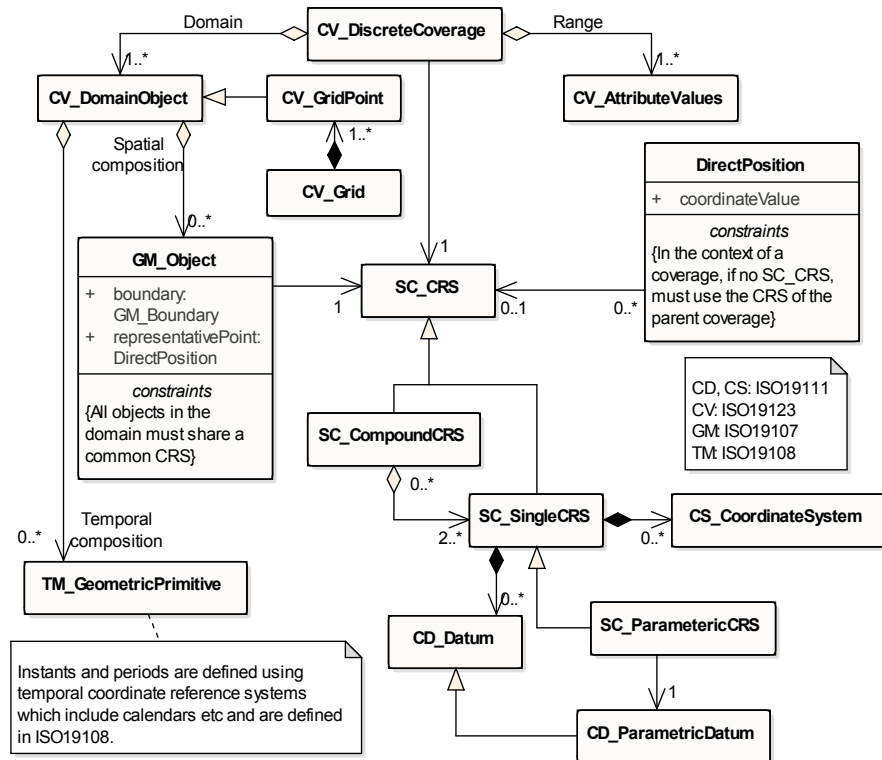 Domain
CV_DiscreteCoverage
Range
1..*
1..*
CV_DomainObject
CV_GridPoint
CV_AttributeValues
Spatial
composition
1..*
CV_Grid
DirectPosition
+ coordinateValue
constraints
{In the context of a
coverage, if no SC_CRS,
must use the CRS of the
parent coverage}
0..*
1
GM_Object
+ boundary:
GM_Boundary
+ representativePoint:
DirectPosition
constraints
{All objects in the
domain must share a
common CRS}
1
SC_CRS
0..1
0..*
CD, CS: ISO19111
CV: ISO19123
GM: ISO19107
TM: ISO19108
SC_CompoundCRS
0..*
2..*
SC_SingleCRS
0..*
CS_CoordinateSystem
0..*
Temporal
composition
TM_GeometricPrimitive
0..*
CD_Datum
SC_ParametericCRS
1
CD_ParametricDatum
Instants and periods are defined using
temporal coordinate reference systems
which include calendars etc and are defined
in ISO19108.